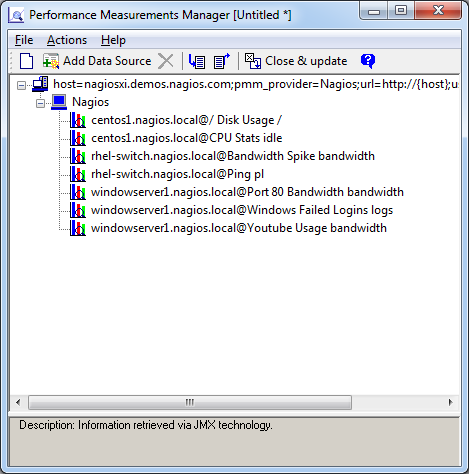 Performance Measurements Manager [Untitled *]
File Actions Help
Add Data Source Close & update
host=nagiosxi.demos.nagios.com;pmm_provider=Nagios;url=http://{host};u
Nagios
centos1.nagios.local@/ Disk Usage /
centos1.nagios.local@CPU Stats idle
rhel-switch.nagios.local@Bandwidth Spike bandwidth
rhel-switch.nagios.local@Ping pl
windowserver1.nagios.local@Port 80 Bandwidth bandwidth
windowserver1.nagios.local@Windows Failed Logins logs
windowserver1.nagios.local@Youtube Usage bandwidth
Description: Information retrieved via JMX technology.